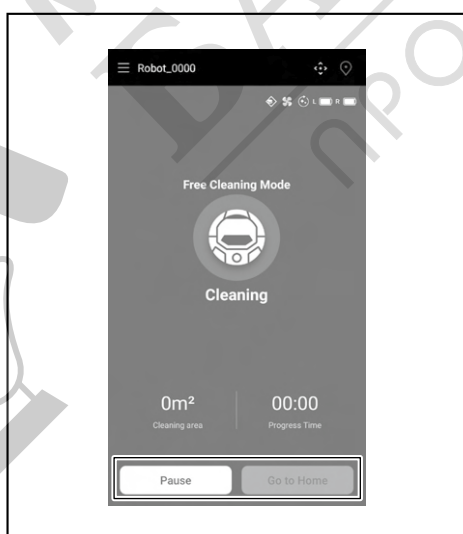 Robot_0000
L R
Free Cleaning Mode
Cleaning
0m² 00:00
Cleaning area Progress Time
Pause Go to Home